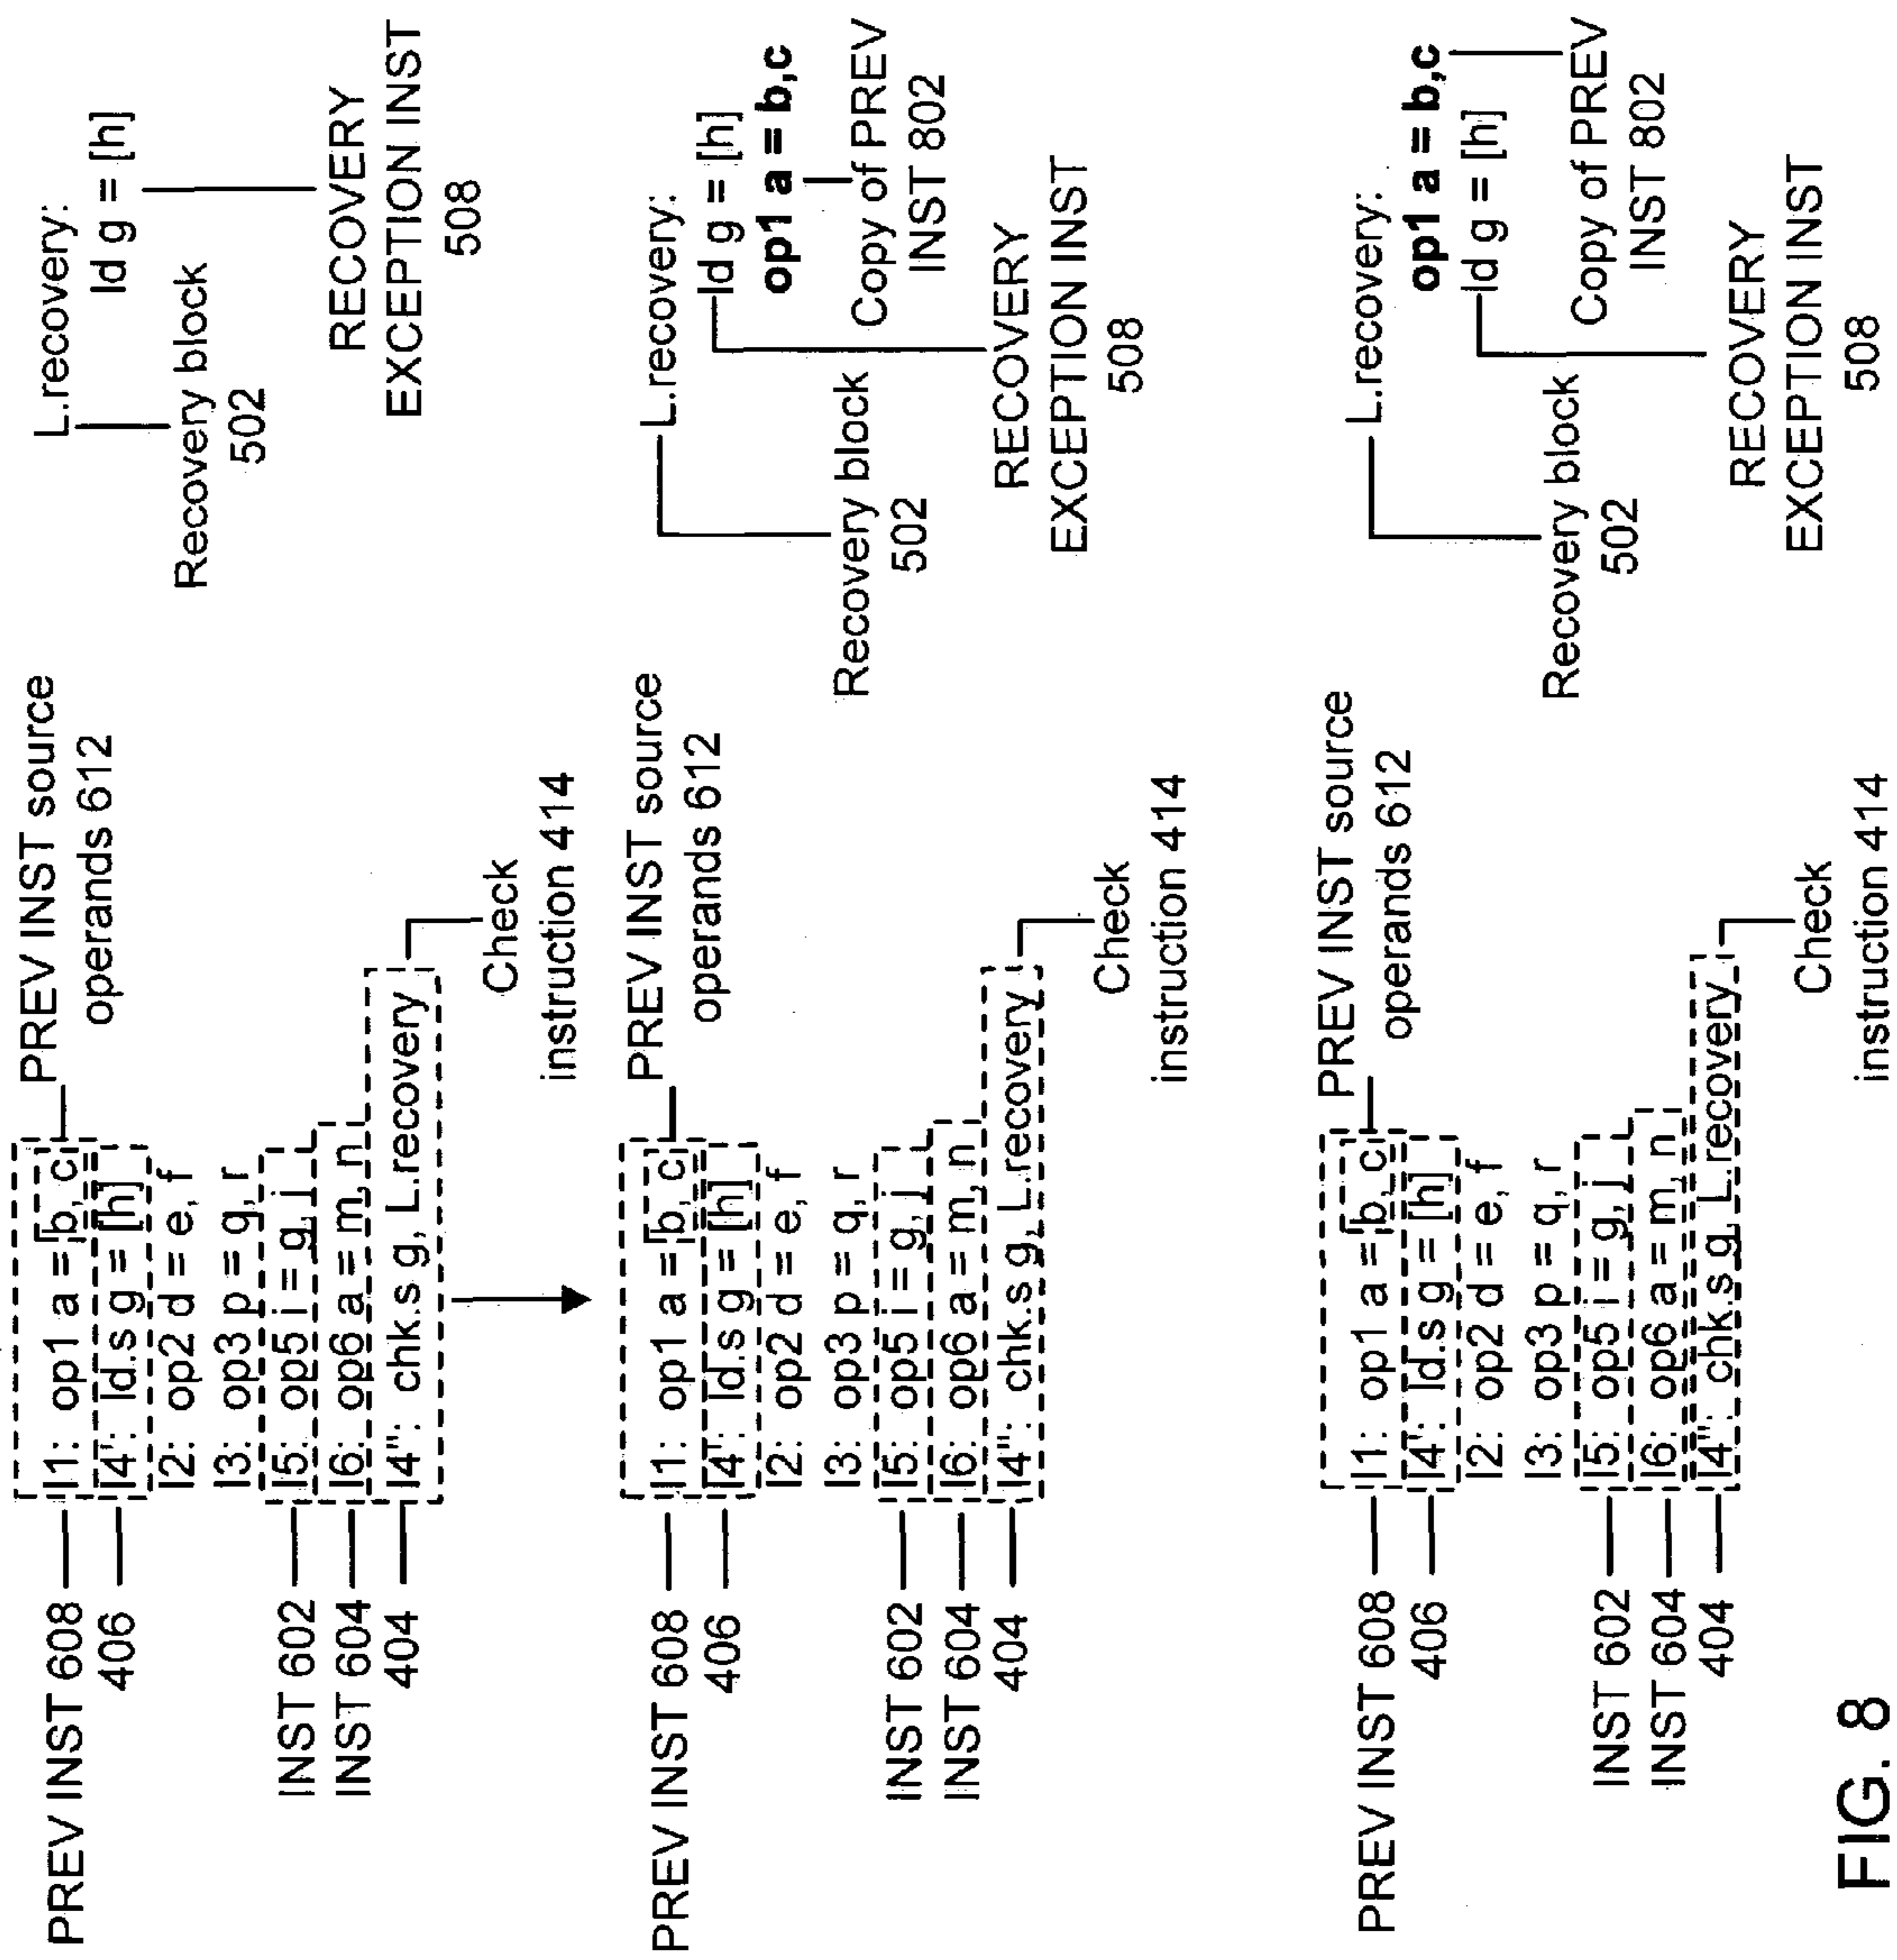 PREV INST 608
I1: op1 a = b, c
PREV INST source
operands 612
406
I4': ld.s g = [h]
I2: op2 d = e, f
I3: op3 p = q, r
INST 602
I5: op5 i = g, j
INST 604
I6: op6 a = m, n
404
I4": chk.s g, L.recovery
Check
instruction 414
L.recovery:
ld g = [h]
Recovery block
502
RECOVERY
EXCEPTION INST
508
PREV INST 608
I1: op1 a = b, c
PREV INST source
operands 612
406
I4': ld.s g = [h]
I2: op2 d = e, f
I3: op3 p = q, r
INST 602
I5: op5 i = g, j
INST 604
I6: op6 a = m, n
404
I4": chk.s g, L.recovery
Check
instruction 414
L.recovery:
ld g = [h]
op1 a = b,c
Recovery block
502
Copy of PREV
INST 802
RECOVERY
EXCEPTION INST
508
PREV INST 608
I1: op1 a = b, c
PREV INST source
operands 612
406
I4': ld.s g = [h]
I2: op2 d = e, f
I3: op3 p = q, r
INST 602
I5: op5 i = g, j
INST 604
I6: op6 a = m, n
404
I4": chk.s g, L.recovery
Check
instruction 414
L.recovery:
op1 a = b,c
ld g = [h]
Recovery block
502
Copy of PREV
INST 802
RECOVERY
EXCEPTION INST
508
FIG. 8